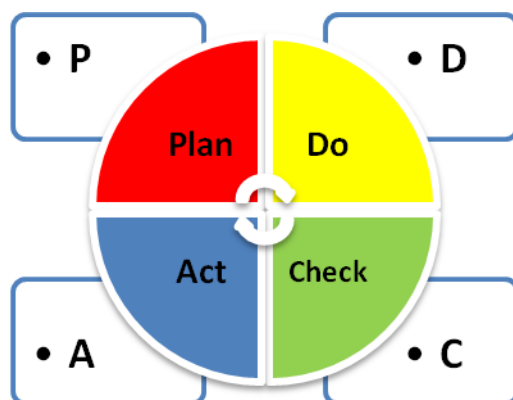 • P
• D
Plan
Do
Act
Check
• A
• C